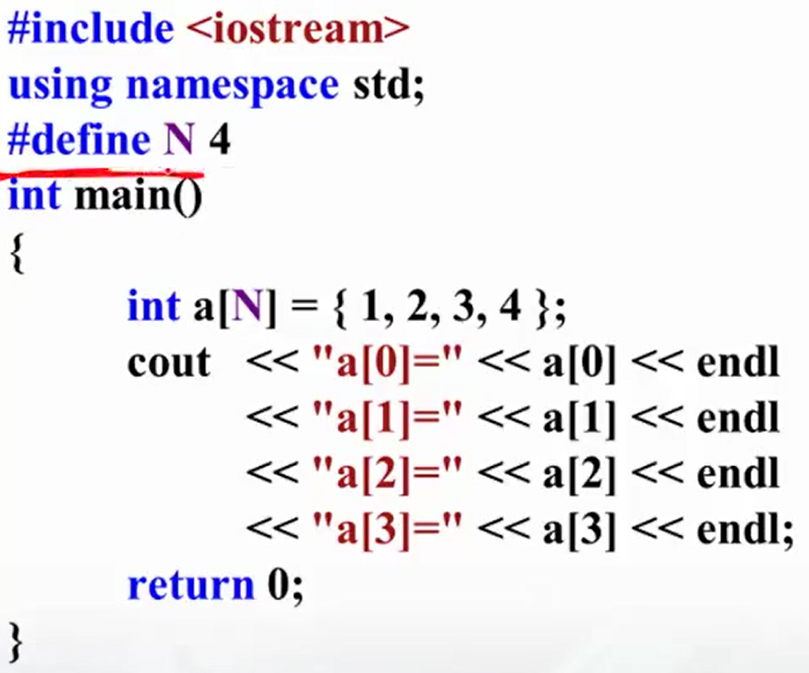 #include <iostream>
using namespace std;
#define N 4
int main()
{
int a[N] = { 1, 2, 3, 4 };
cout << "a[0]=" << a[0] << endl
<< "a[1]=" << a[1] << endl
<< "a[2]=" << a[2] << endl
<< "a[3]=" << a[3] << endl;
return 0;
}